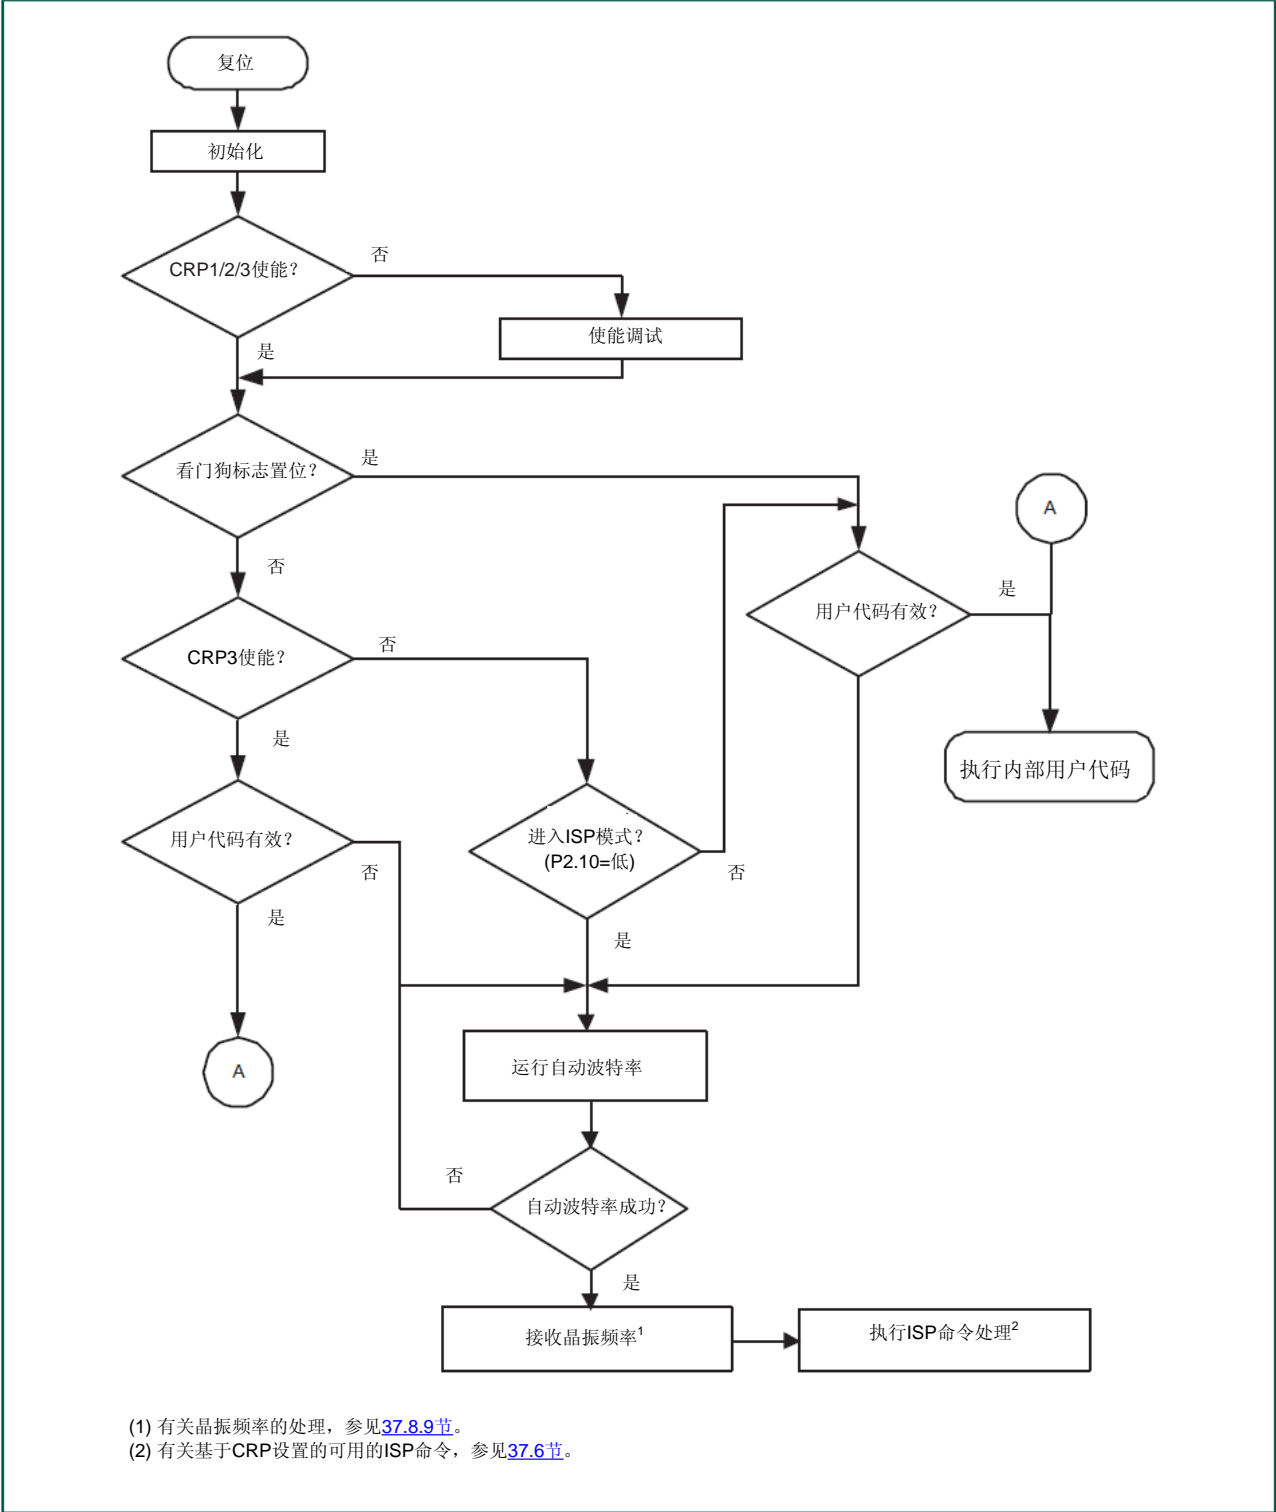 复位
初始化
CRP1/2/3使能？
否
使能调试
是
看门狗标志置位？
是
A
否
用户代码有效？
是
CRP3使能？
否
是
执行内部用户代码
用户代码有效？
否
进入ISP模式？
(P2.10=低)
否
是
是
A
运行自动波特率
否
自动波特率成功？
是
接收晶振频率1
执行ISP命令处理2
(1) 有关晶振频率的处理，参见37.8.9节。
(2) 有关基于CRP设置的可用的ISP命令，参见37.6节。